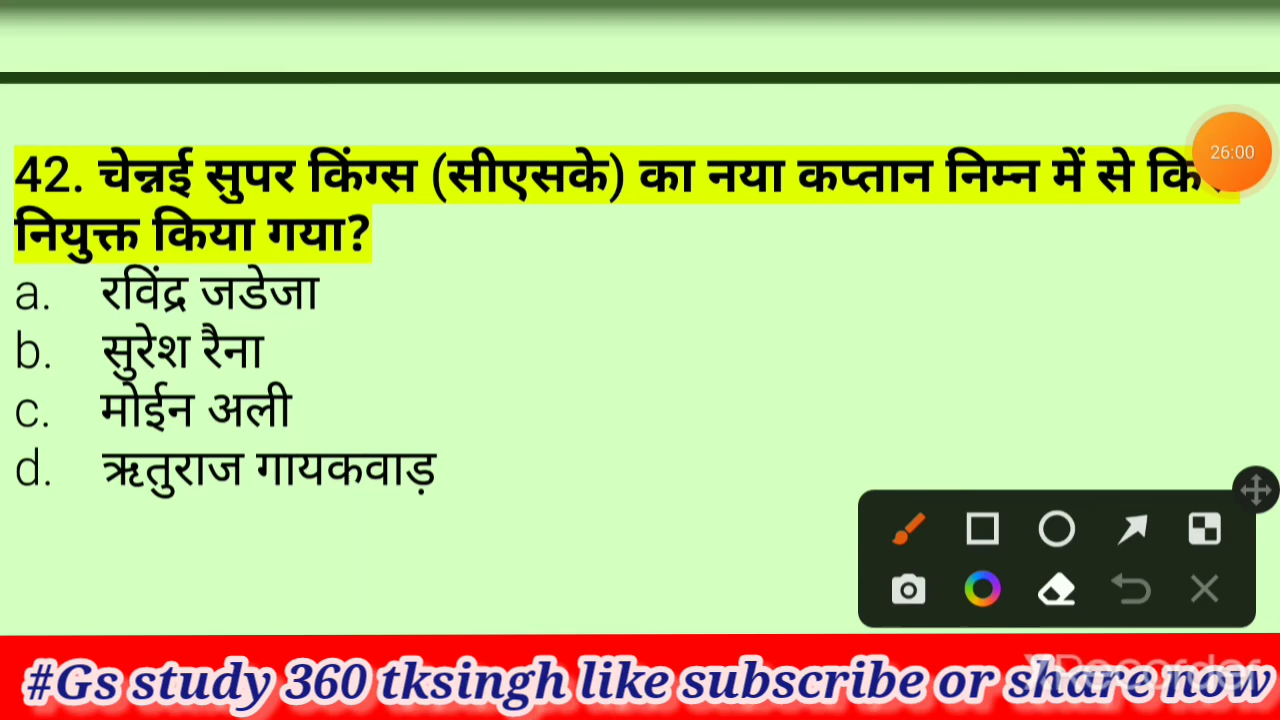 26:00
42. चेन्नई सुपर किंग्स (सीएसके) का नया कप्तान निम्न में से
नियुक्त किया गया?
a. रविंद्र जडेजा
b. सुरेश रैना
c. मोईन अली
d. ऋतुराज गायकवाड़
#Gs study 360 tksingh like subscribe or share now
XRecorder